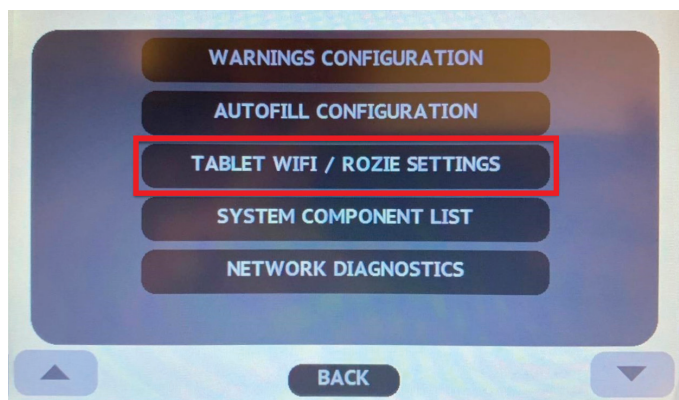 WARNINGS CONFIGURATION
AUTOFILL CONFIGURATION
TABLET WIFI / ROZIE SETTINGS
SYSTEM COMPONENT LIST
NETWORK DIAGNOSTICS
BACK